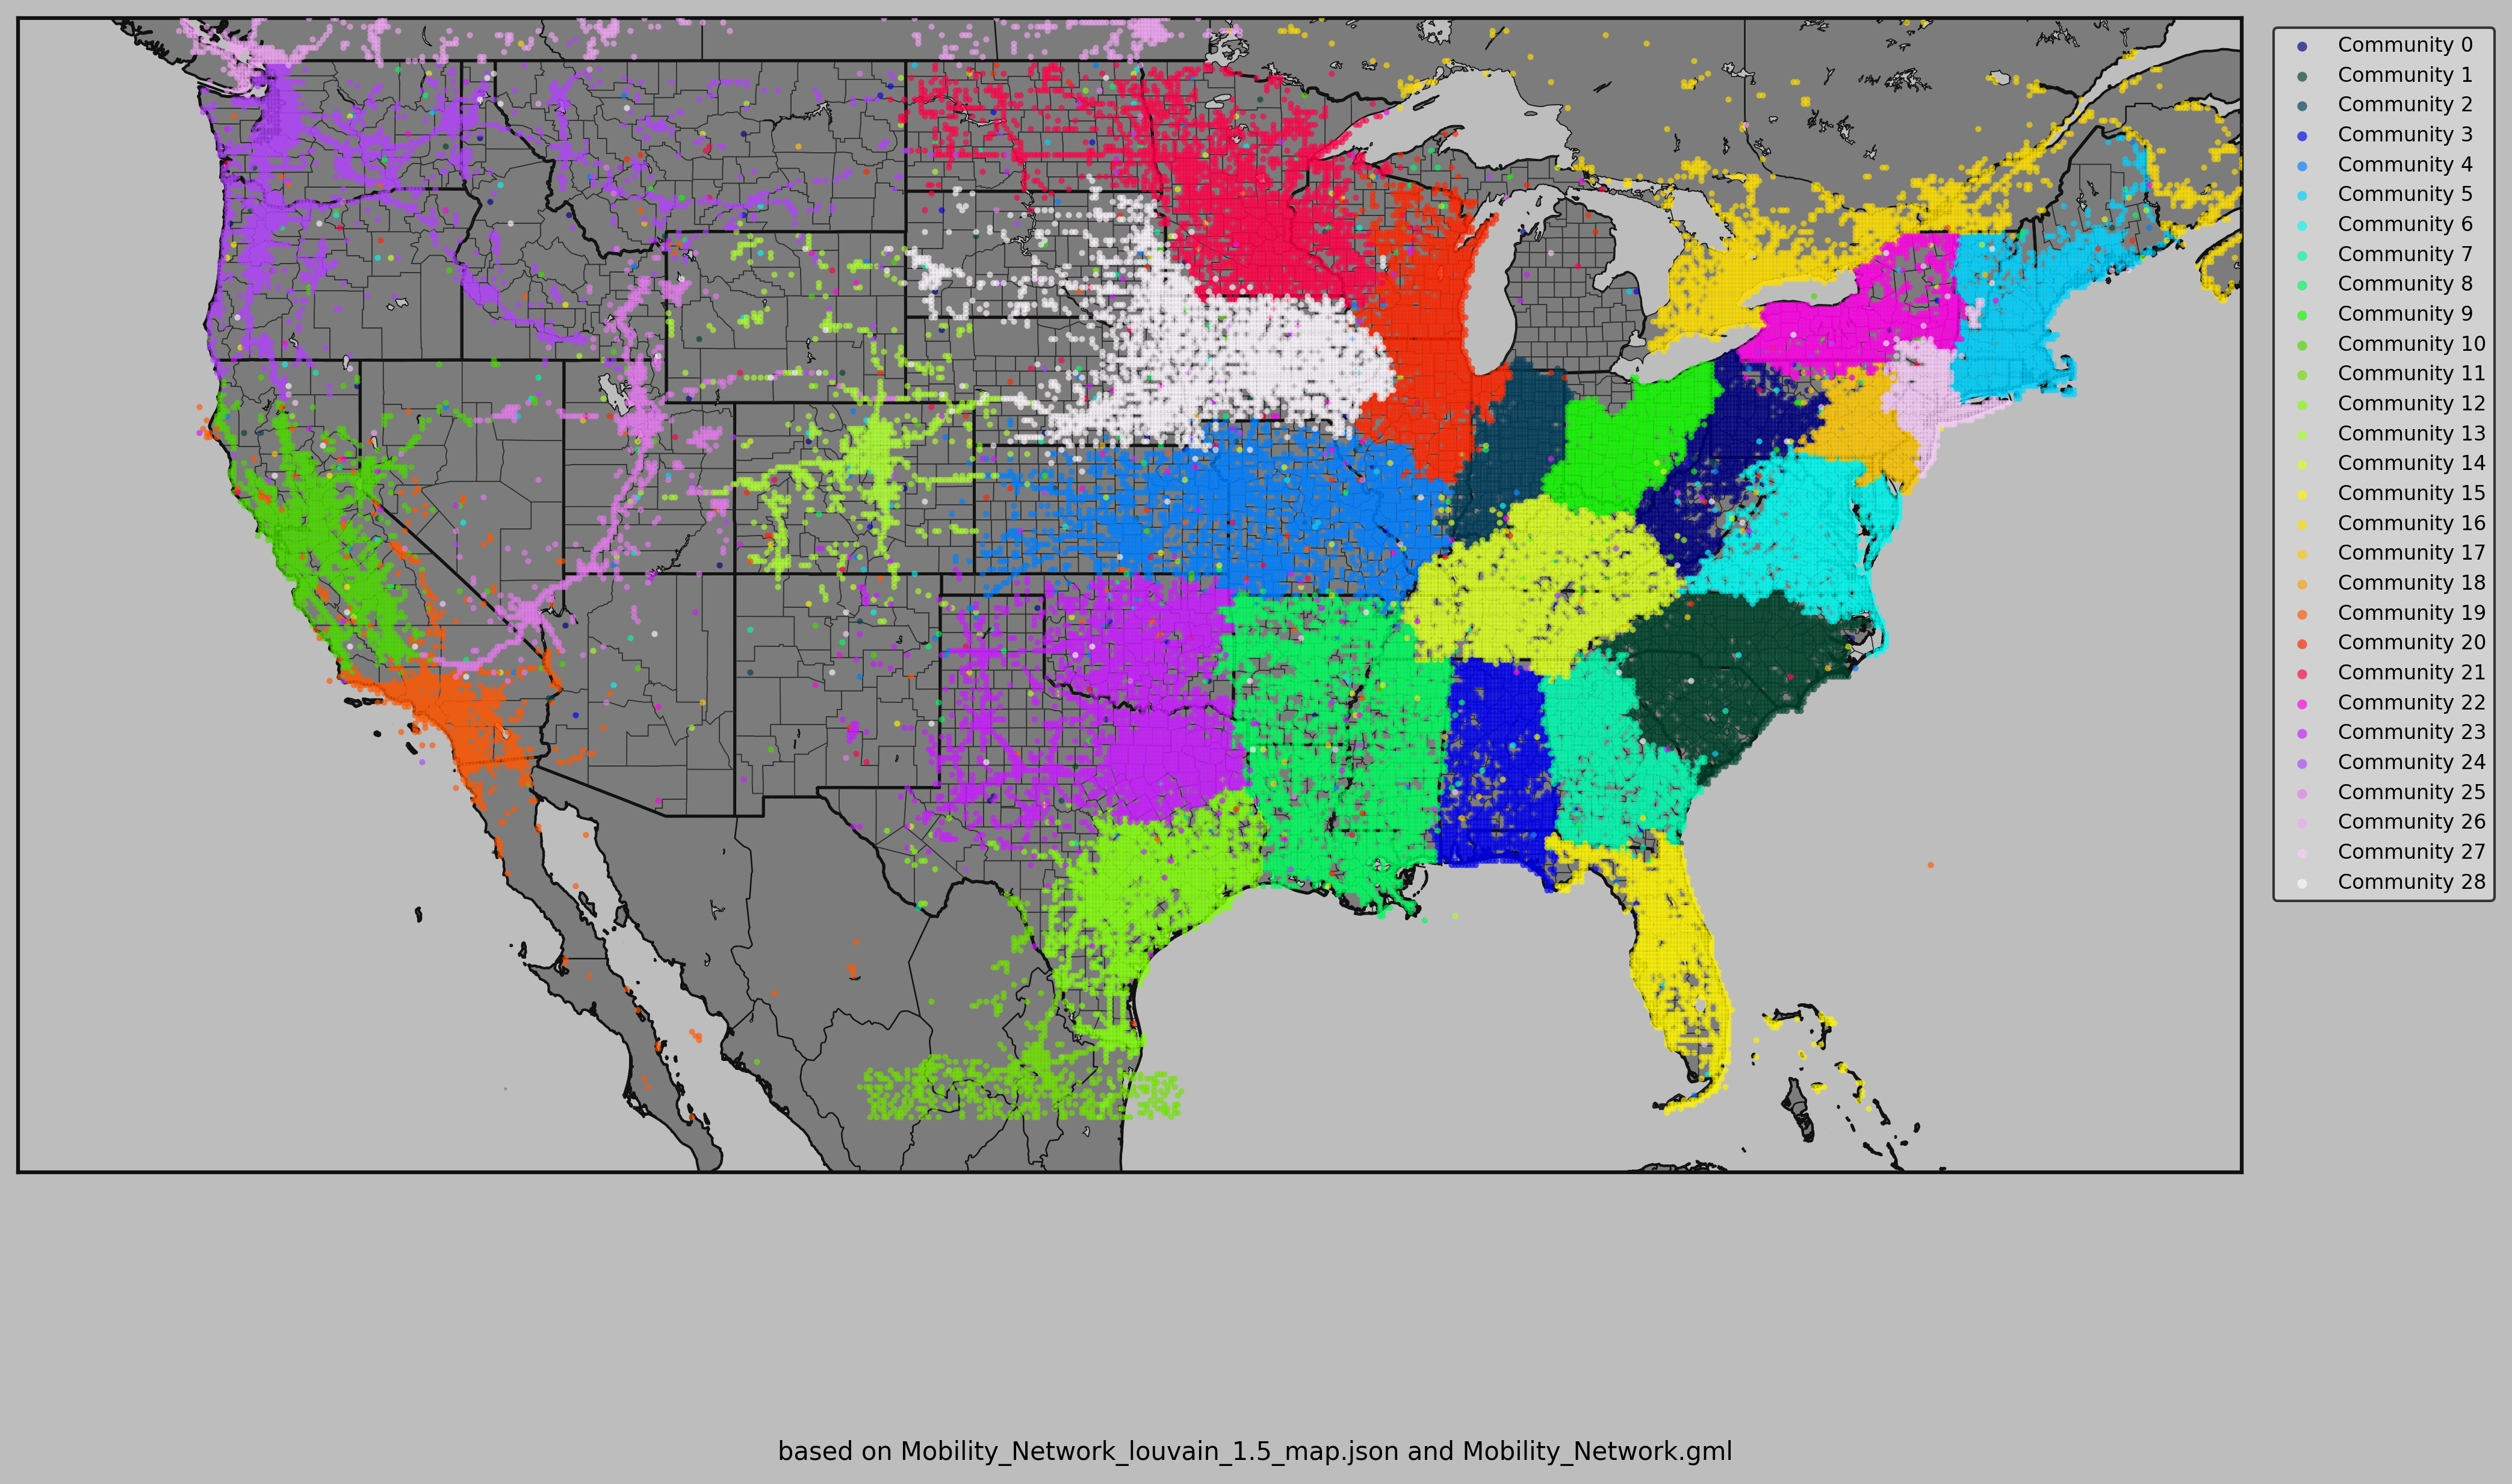 Community 0
Community 1
Community 2
Community 3
Community 4
Community 5
Community 6
Community 7
Community 8
Community 9
Community 10
Community 11
Community 12
Community 13
Community 14
Community 15
Community 16
Community 17
Community 18
Community 19
Community 20
Community 21
Community 22
Community 23
Community 24
Community 25
Community 26
Community 27
Community 28
based on Mobility_Network_louvain_1.5_map.json and Mobility_Network.gml